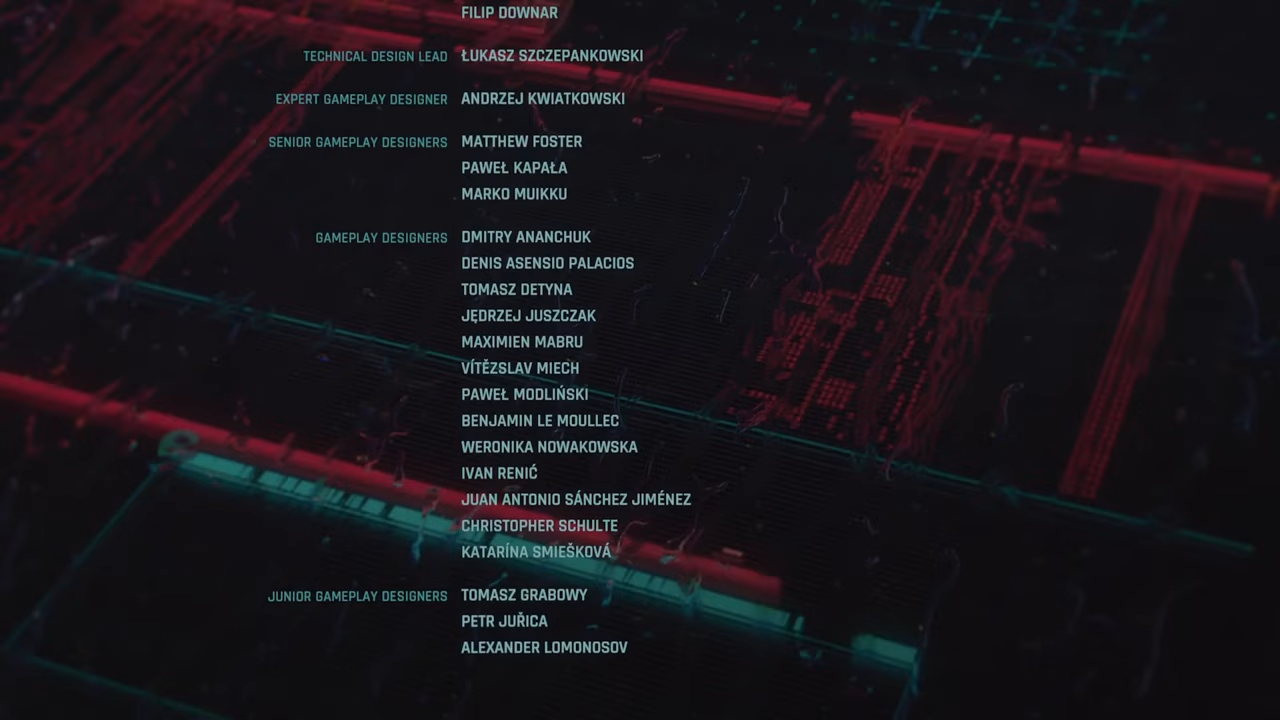 FILIP DOWNAR
TECHNICAL DESIGN LEAD ŁUKASZ SZCZEPANKOWSKI
EXPERT GAMEPLAY DESIGNER ANDRZEJ KWIATKOWSKI
SENIOR GAMEPLAY DESIGNERS MATTHEW FOSTER
PAWEŁ KAPAŁA
MARKO MUIKKU
GAMEPLAY DESIGNERS DMITRY ANANCHUK
DENIS ASENSIO PALACIOS
TOMASZ DETYNA
JĘDRZEJ JUSZCZAK
MAXIMIEN MABRU
VÍTĚZSLAV MIECH
PAWEŁ MODLIŃSKI
BENJAMIN LE MOULLEC
WERONIKA NOWAKOWSKA
IVAN RENIĆ
JUAN ANTONIO SÁNCHEZ JIMÉNEZ
CHRISTOPHER SCHULTE
KATARÍNA SMIEŠKOVÁ
JUNIOR GAMEPLAY DESIGNERS TOMASZ GRABOWY
PETR JUŘICA
ALEXANDER LOMONOSOV